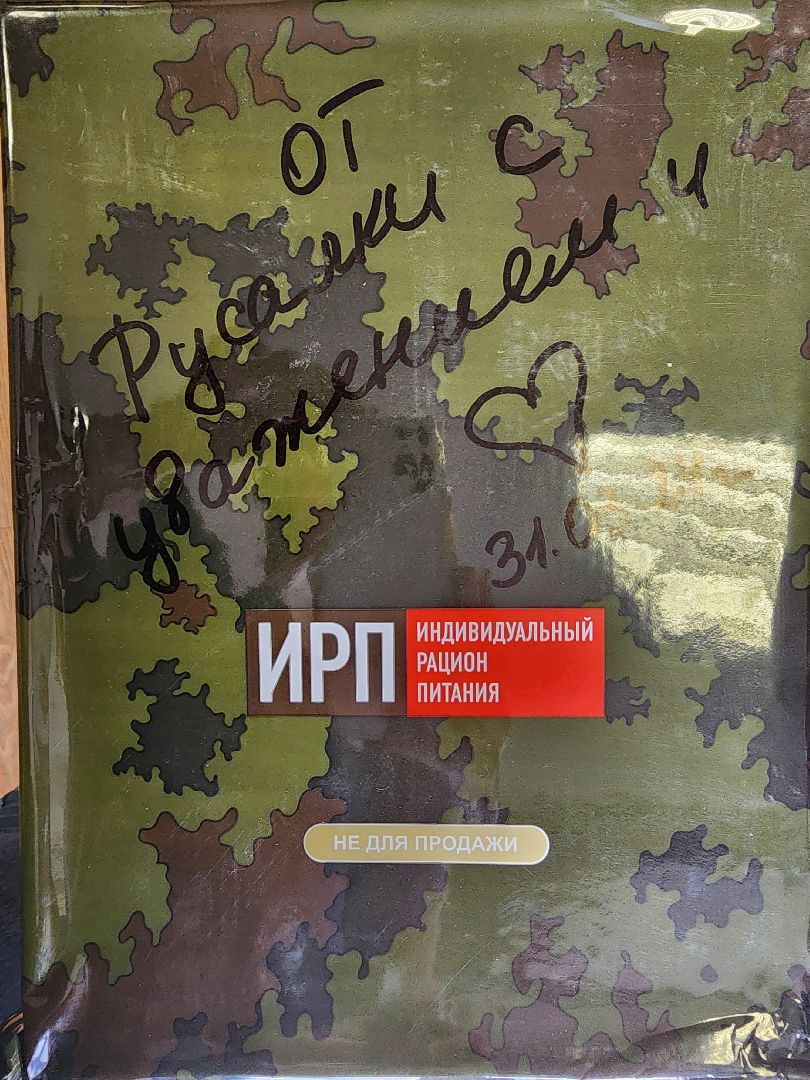 от
Русалки с
уважением и
♡
31.0
ИРП
ИНДИВИДУАЛЬНЫЙ
РАЦИОН
ПИТАНИЯ
НЕ ДЛЯ ПРОДАЖИ